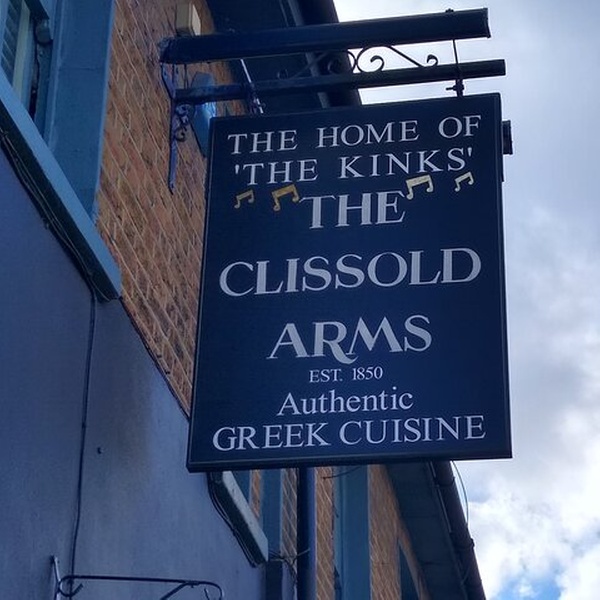 THE HOME OF
'THE KINKS'
THE
CLISSOLD
ARMS
EST. 1850
Authentic
GREEK CUISINE